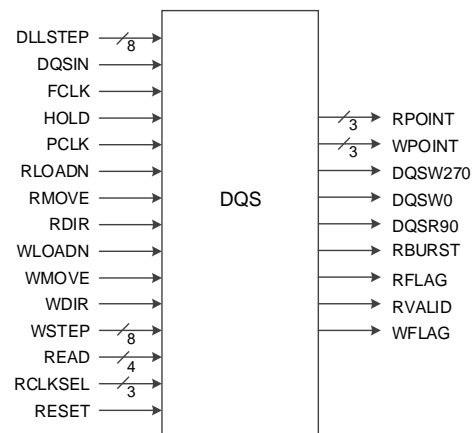 DLLSTEP
8
DQSIN
FCLK
HOLD
PCLK
RLOADN
RMOVE
RDIR
WLOADN
WMOVE
WDIR
WSTEP
8
READ
4
RCLKSEL
3
RESET
DQS
RPOINT
3
WPOINT
3
DQSW270
DQSW0
DQSR90
RBURST
RFLAG
RVALID
WFLAG